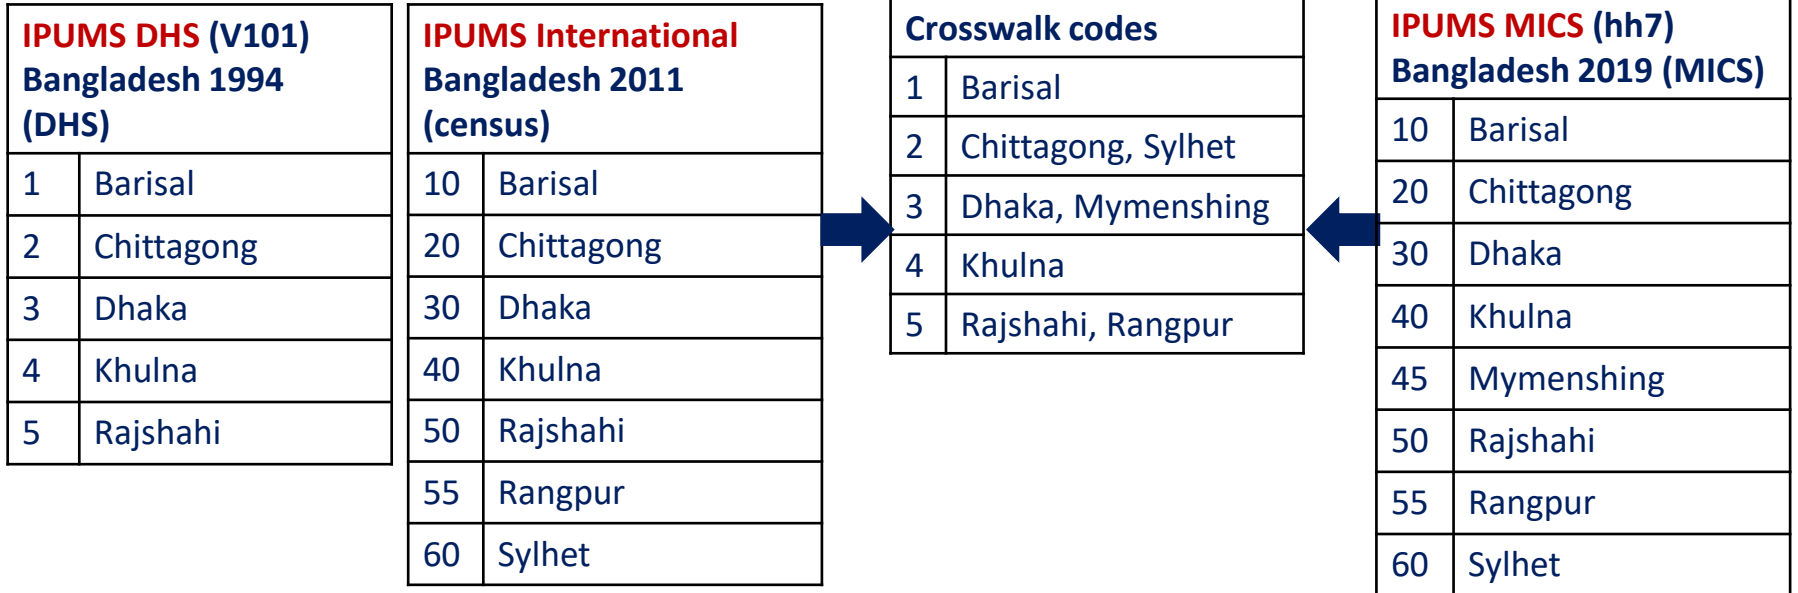 IPUMS DHS (V101)
Bangladesh 1994
(DHS)
1 Barisal
2 Chittagong
3 Dhaka
4 Khulna
5 Rajshahi
IPUMS International
Bangladesh 2011
(census)
10 Barisal
20 Chittagong
30 Dhaka
40 Khulna
50 Rajshahi
55 Rangpur
60 Sylhet
Crosswalk codes
1 Barisal
2 Chittagong, Sylhet
3 Dhaka, Mymenshing
4 Khulna
5 Rajshahi, Rangpur
IPUMS MICS (hh7)
Bangladesh 2019 (MICS)
10 Barisal
20 Chittagong
30 Dhaka
40 Khulna
45 Mymenshing
50 Rajshahi
55 Rangpur
60 Sylhet